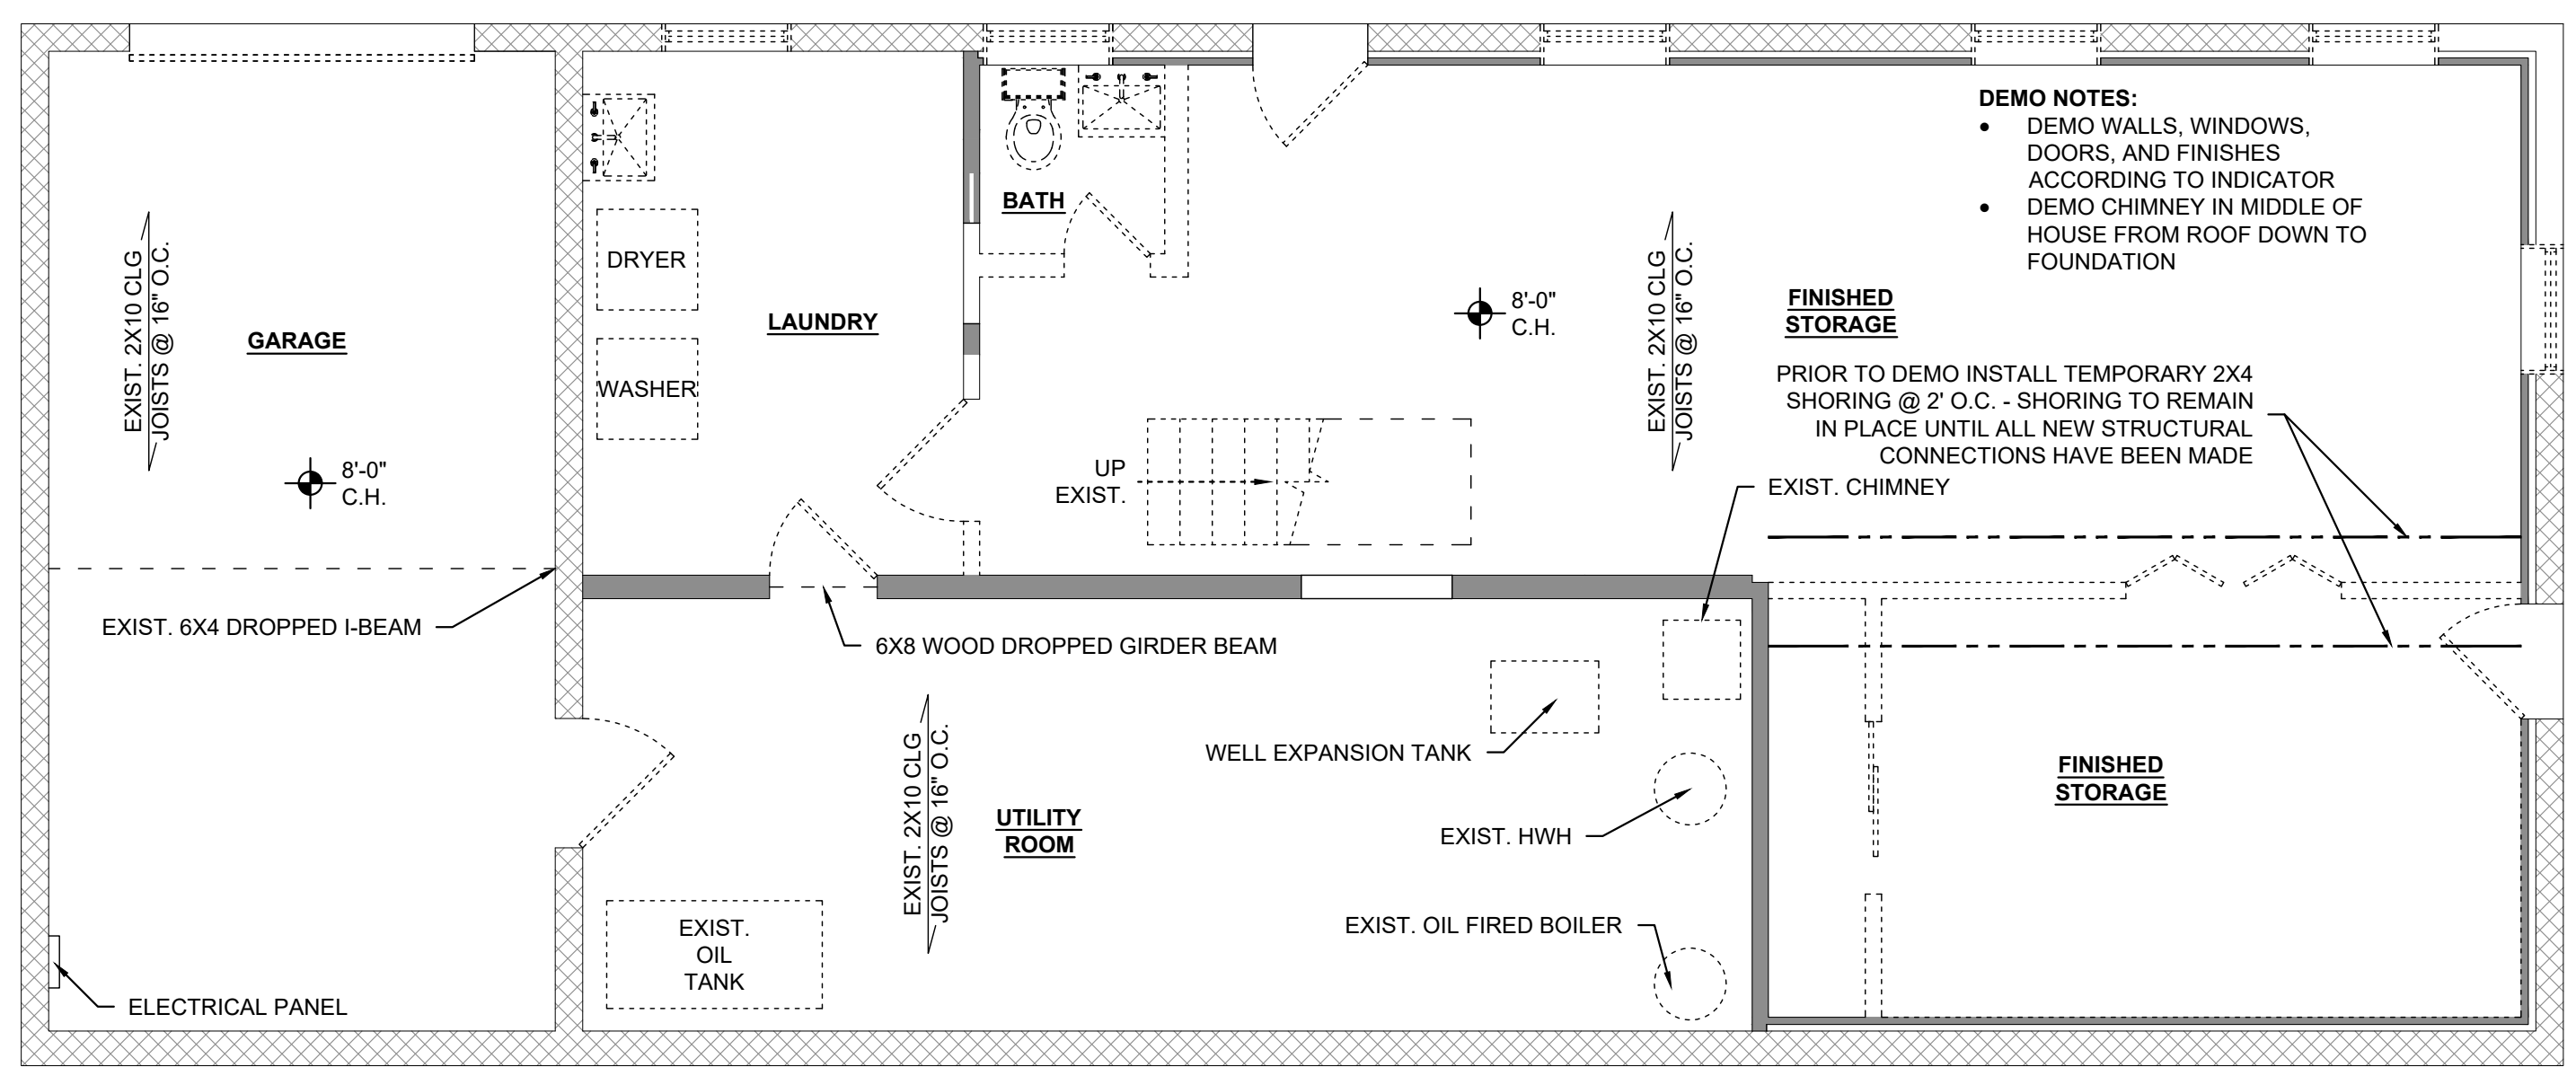 DEMO NOTES:
• DEMO WALLS, WINDOWS,
DOORS, AND FINISHES
ACCORDING TO INDICATOR
• DEMO CHIMNEY IN MIDDLE OF
HOUSE FROM ROOF DOWN TO
FOUNDATION
BATH
EXIST. 2X10 CLG
JOISTS @ 16" O.C.
GARAGE
8'-0"
C.H.
DRYER
WASHER
LAUNDRY
8'-0"
C.H.
EXIST. 2X10 CLG
JOISTS @ 16" O.C.
FINISHED
STORAGE
PRIOR TO DEMO INSTALL TEMPORARY 2X4
SHORING @ 2' O.C. - SHORING TO REMAIN
IN PLACE UNTIL ALL NEW STRUCTURAL
CONNECTIONS HAVE BEEN MADE
UP
EXIST.
EXIST. CHIMNEY
EXIST. 6X4 DROPPED I-BEAM
6X8 WOOD DROPPED GIRDER BEAM
WELL EXPANSION TANK
EXIST. 2X10 CLG
JOISTS @ 16" O.C.
UTILITY
ROOM
EXIST. HWH
FINISHED
STORAGE
EXIST. OIL FIRED BOILER
EXIST.
OIL
TANK
ELECTRICAL PANEL